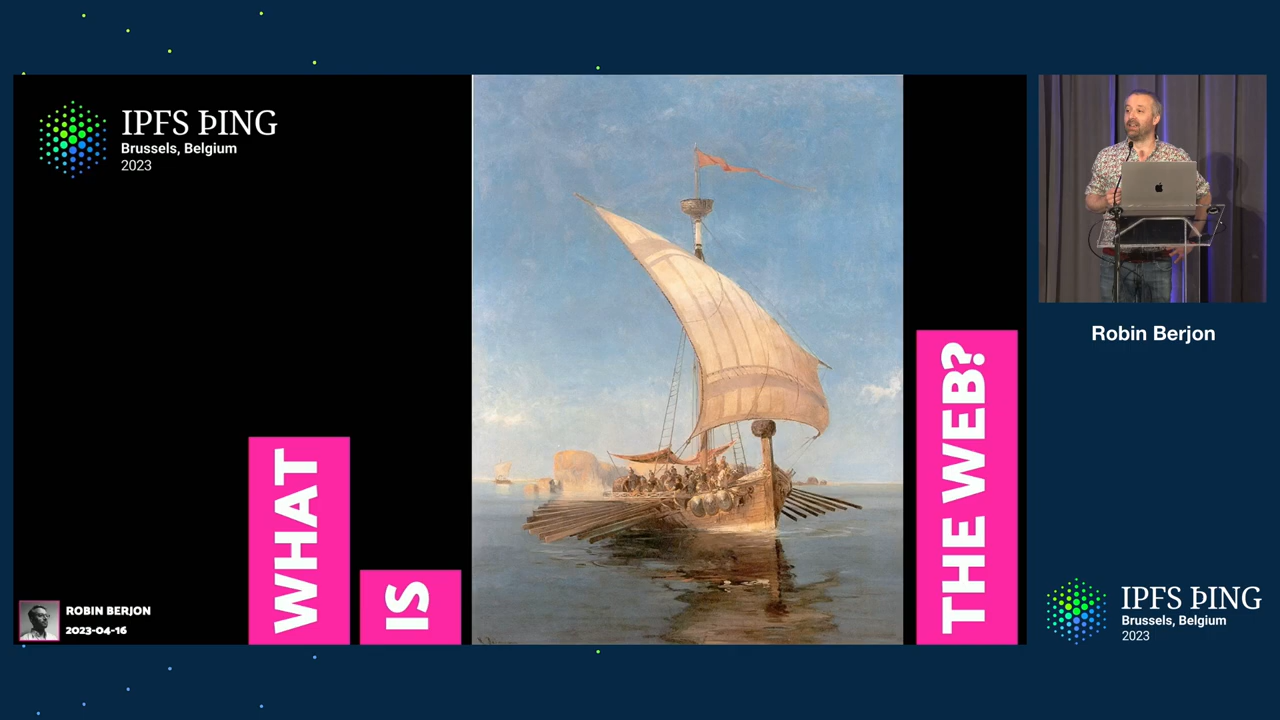 IPFS ÞING
Brussels, Belgium
2023
WHAT
IS
THE WEB?
ROBIN BERJON
2023-04-16
Robin Berjon
IPFS ÞING
Brussels, Belgium
2023